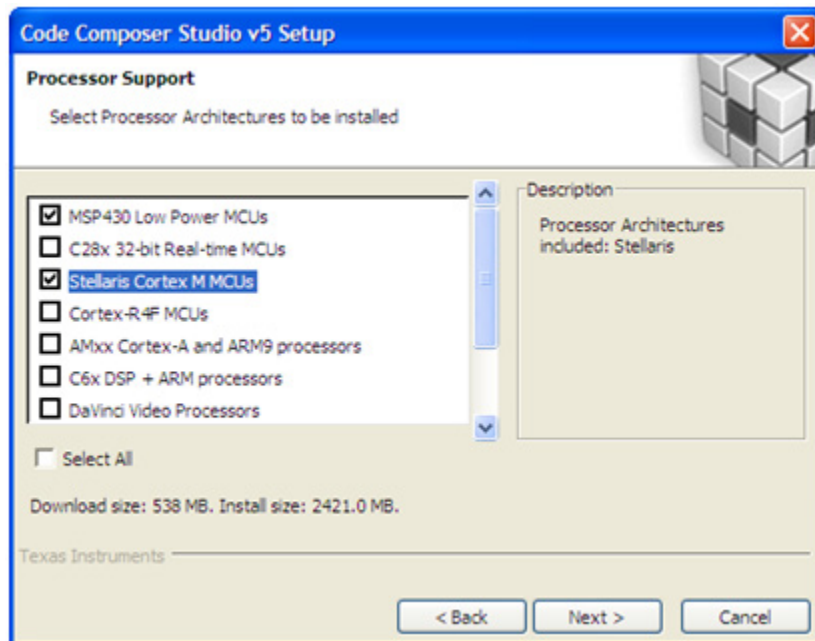 Code Composer Studio v5 Setup
Processor Support
Select Processor Architectures to be installed
MSP430 Low Power MCUs
C28x 32-bit Real-time MCUs
Stellaris Cortex M MCUs
Cortex-R4F MCUs
AMxx Cortex-A and ARM9 processors
C6x DSP + ARM processors
DaVinci Video Processors
Description
Processor Architectures
included: Stellaris
Select All
Download size: 538 MB. Install size: 2421.0 MB.
Texas Instruments
< Back
Next >
Cancel